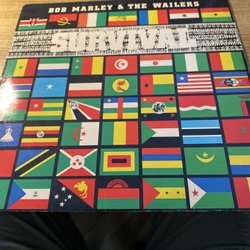 BOB MARLEY & THE WAILERS
SURVIVAL